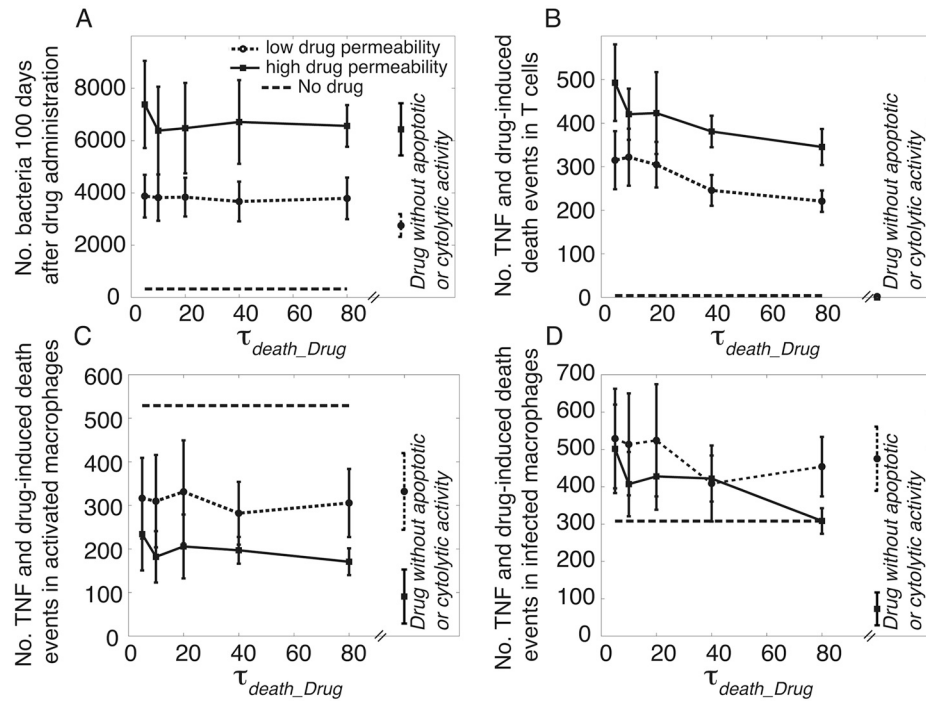 A
No. bacteria 100 days
after drug administration
8000
6000
4000
2000
0
low drug permeability
high drug permeability
No drug
Drug without apoptotic
or cytolytic activity
0 20 40 60 80
τdeath_Drug
B
No. TNF and drug-induced
death events in T cells
500
400
300
200
100
0
Drug without apoptotic
or cytolytic activity
0 20 40 60 80
τdeath_Drug
C
No. TNF and drug-induced death
events in activated macrophages
600
500
400
300
200
100
0
Drug without apoptotic
or cytolytic activity
0 20 40 60 80
τdeath_Drug
D
No. TNF and drug-induced death
events in infected macrophages
700
600
500
400
300
200
100
0
Drug without apoptotic
or cytolytic activity
0 20 40 60 80
τdeath_Drug